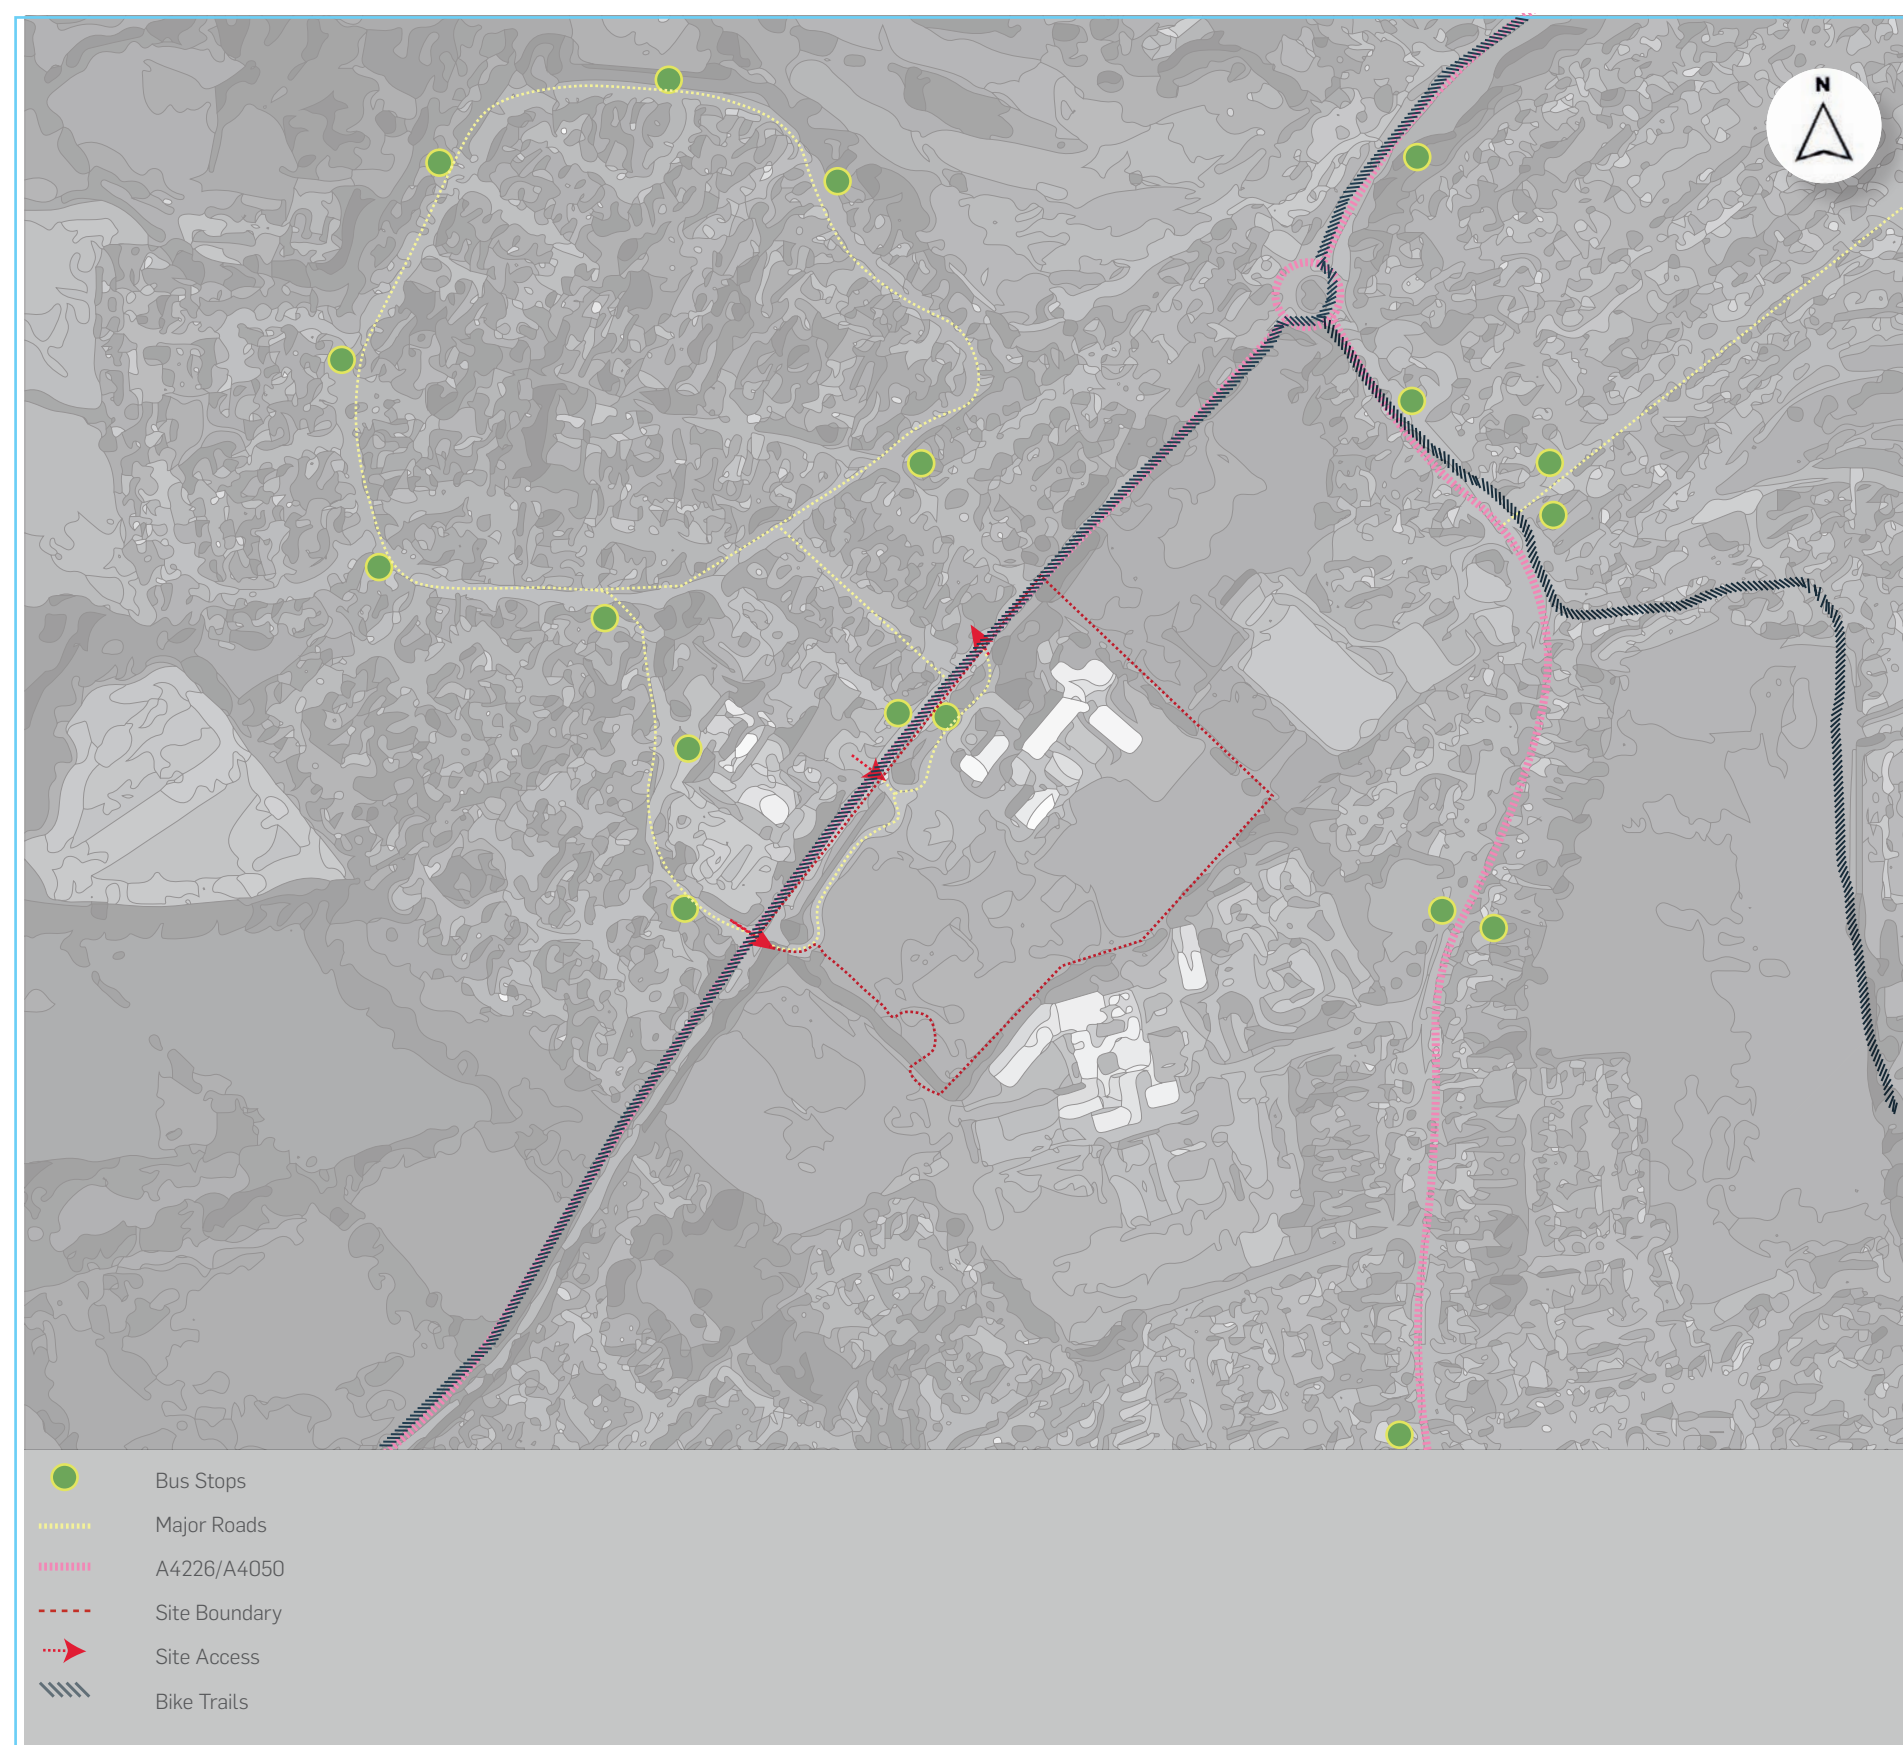 N
Bus Stops
Major Roads
A4226/A4050
Site Boundary
Site Access
Bike Trails